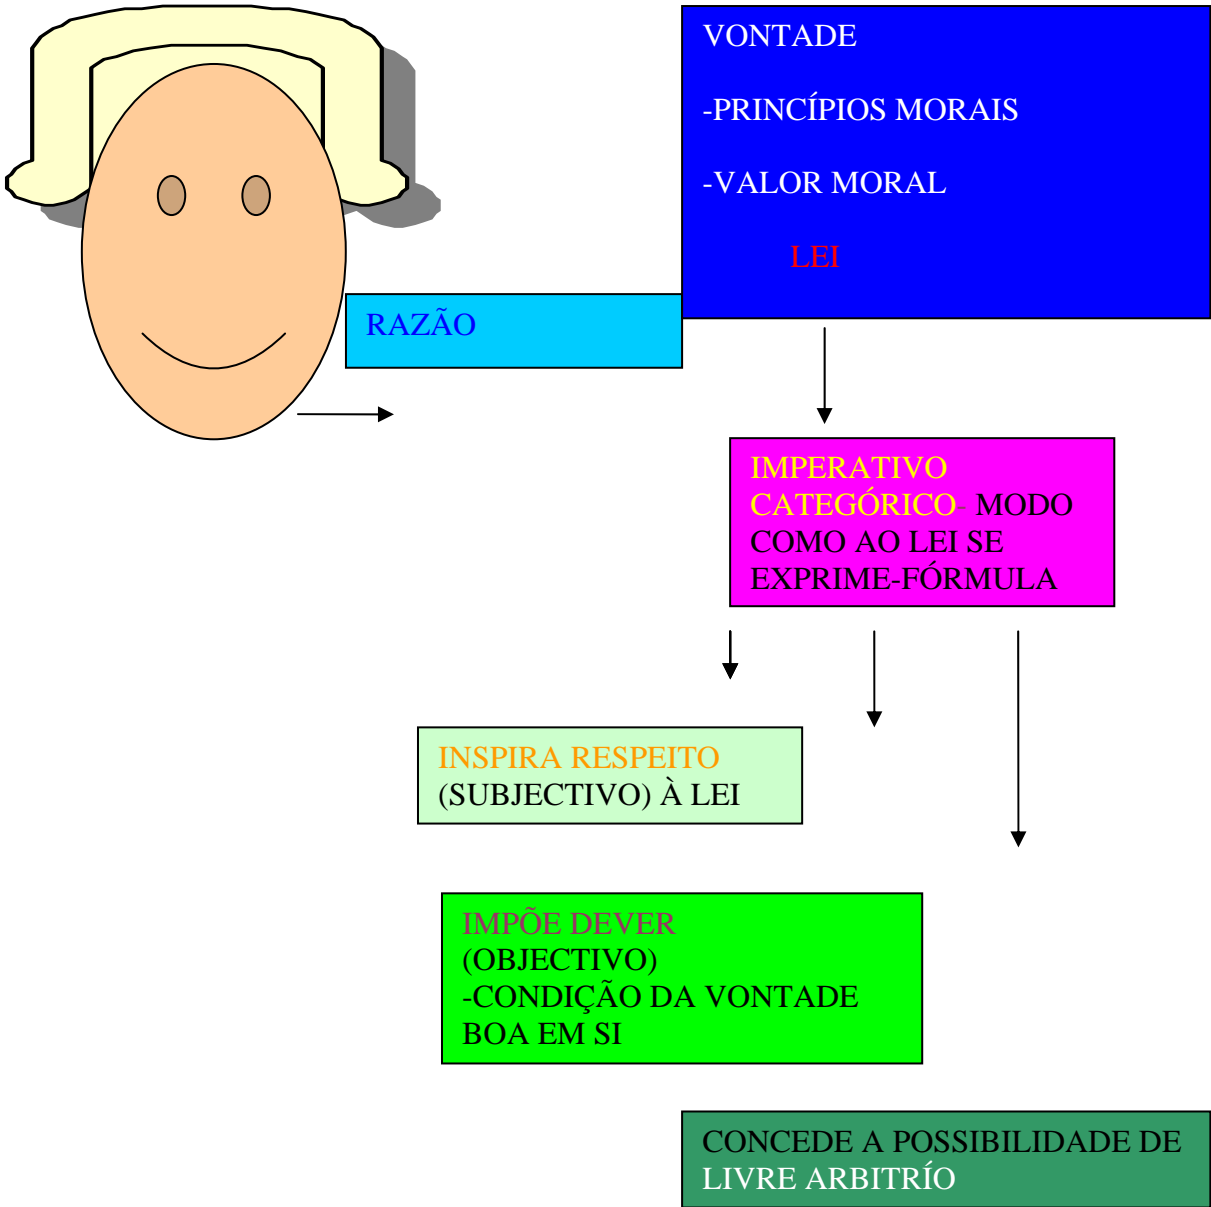 VONTADE
-PRINCÍPIOS MORAIS
-VALOR MORAL
LEI
RAZÃO
IMPERATIVO
CATEGÓRICO- MODO
COMO AO LEI SE
EXPRIME-FÓRMULA
INSPIRA RESPEITO
(SUBJECTIVO) À LEI
IMPÕE DEVER
(OBJECTIVO)
-CONDIÇÃO DA VONTADE
BOA EM SI
CONCEDE A POSSIBILIDADE DE
LIVRE ARBITRÍO